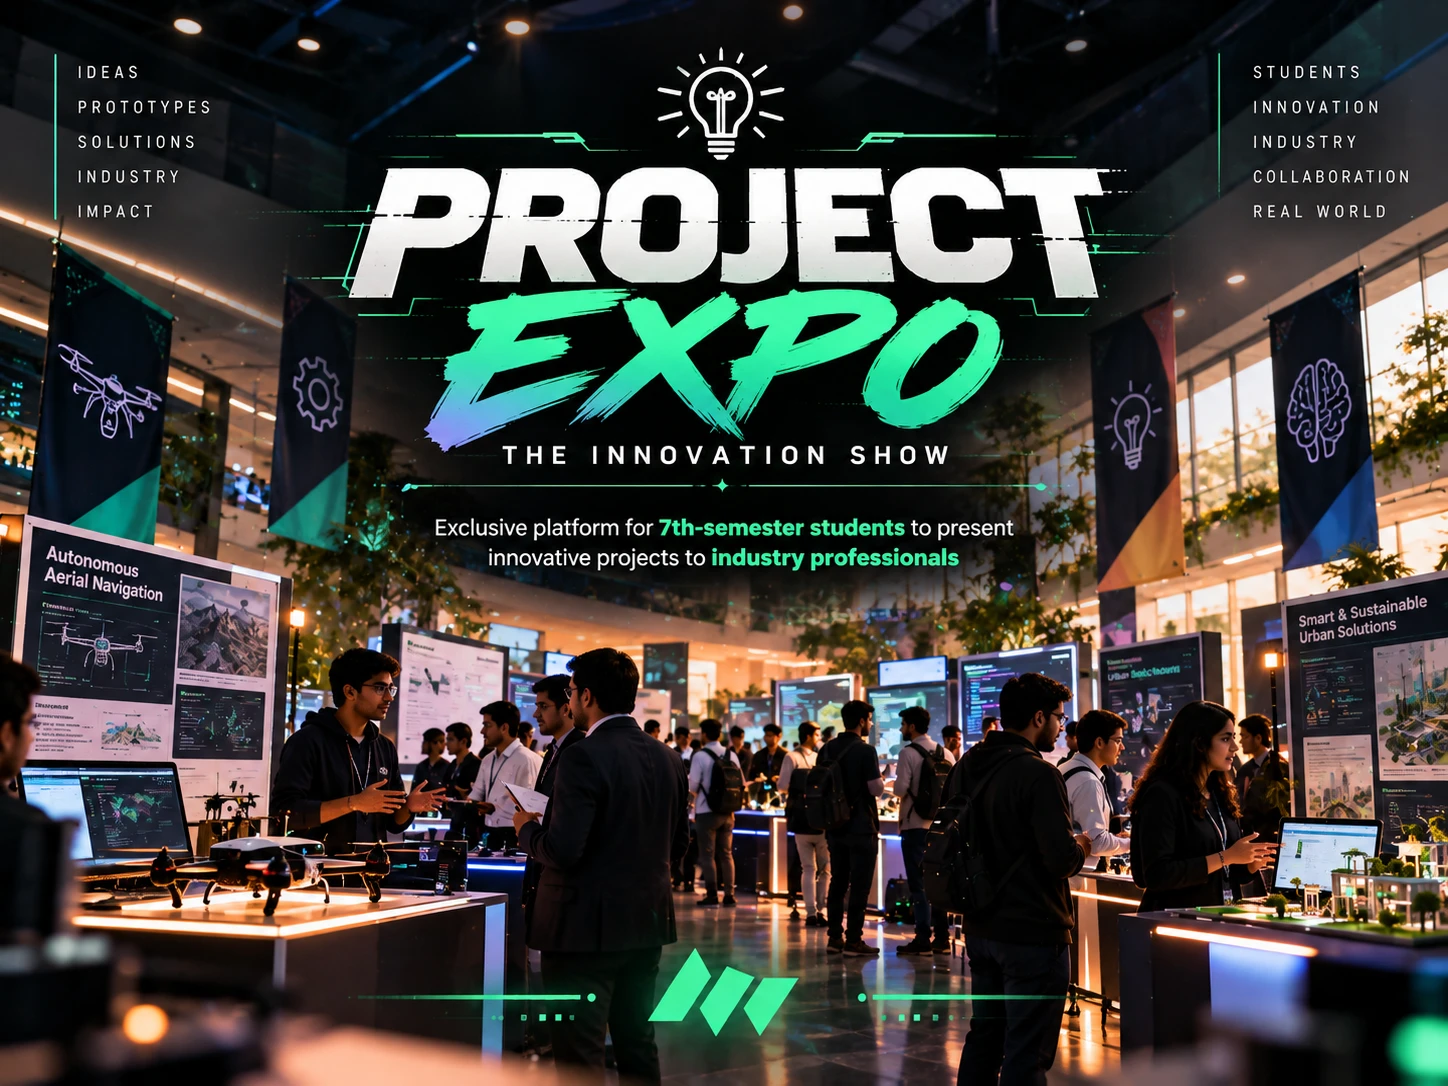 IDEAS
PROTOTYPES
SOLUTIONS
INDUSTRY
IMPACT
STUDENTS
INNOVATION
INDUSTRY
COLLABORATION
REAL WORLD
PROJECT
EXPO
THE INNOVATION SHOW
Exclusive platform for 7th-semester students to present
innovative projects to industry professionals
Autonomous
Aerial Navigation
Smart & Sustainable
Urban Solutions